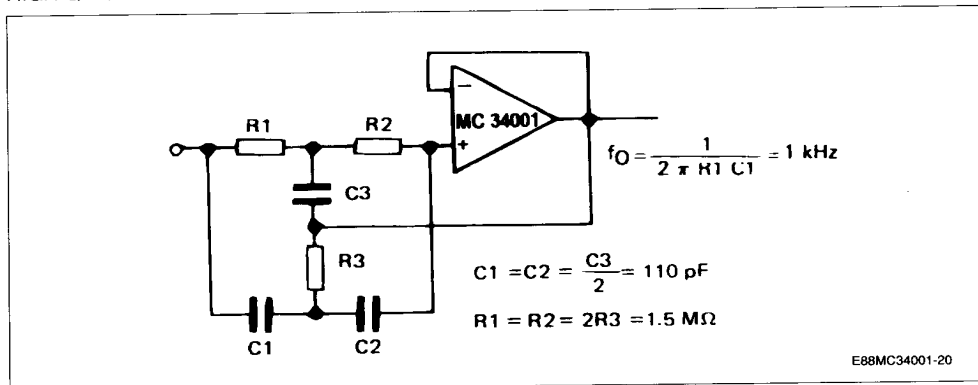 R1
R2
−
MC 34001
+
C3
fO = 1 / 2 π R1 C1 = 1 kHz
R3
C1 = C2 = C3 / 2 = 110 pF
R1 = R2 = 2R3 = 1.5 MΩ
C1
C2
E88MC34001-20